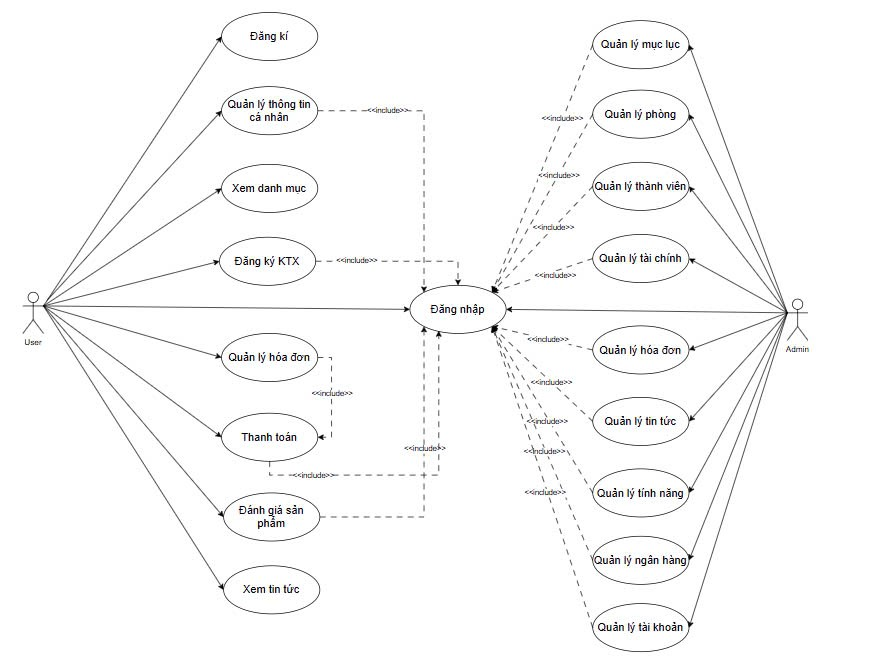 Đăng kí
Quản lý thông tin
cá nhân
<<include>>
Xem danh mục
Đăng ký KTX
<<include>>
Đăng nhập
User
Quản lý hóa đơn
<<include>>
Thanh toán
<<include>>
<<include>>
Đánh giá sản
phẩm
Xem tin tức
Quản lý mục lục
<<include>>
Quản lý phòng
<<include>>
Quản lý thành viên
<<include>>
Quản lý tài chính
<<include>>
Admin
Quản lý hóa đơn
<<include>>
Quản lý tin tức
<<include>>
Quản lý tính năng
<<include>>
Quản lý ngân hàng
<<include>>
Quản lý tài khoản
<<include>>